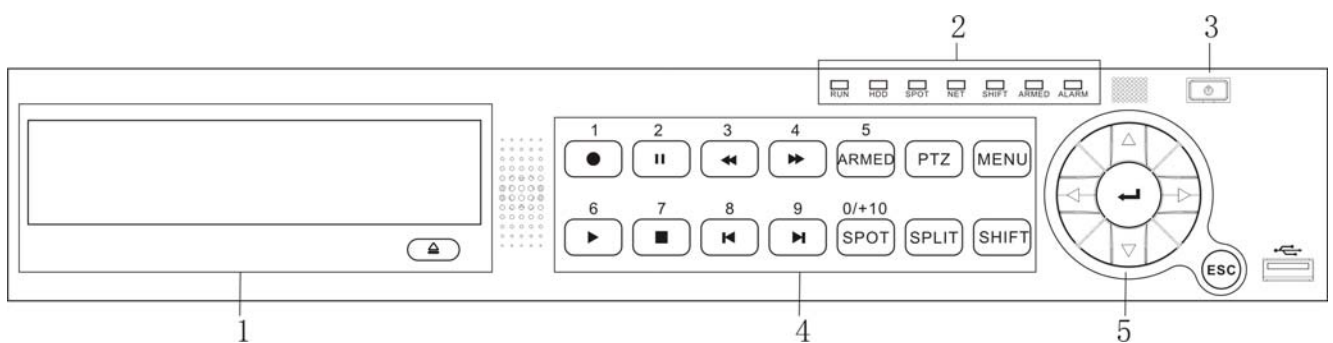 2 3
RUN HDD SPOT NET SHIFT ARMED ALARM
1 2 3 4 5
ARMED PTZ MENU
6 7 8 9 0/+10
SPOT SPLIT SHIFT
ESC
1 4 5